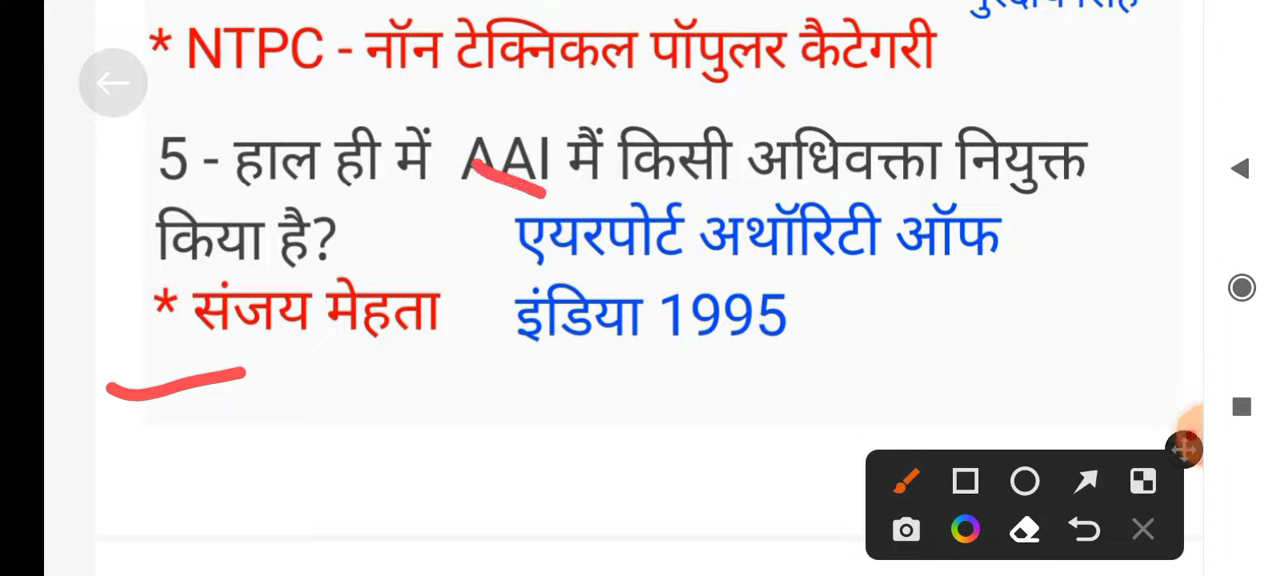 * NTPC - नॉन टेक्निकल पॉपुलर कैटेगरी
5 - हाल ही में AAI मैं किसी अधिवक्ता नियुक्त
किया है? एयरपोर्ट अथॉरिटी ऑफ
* संजय मेहता इंडिया 1995